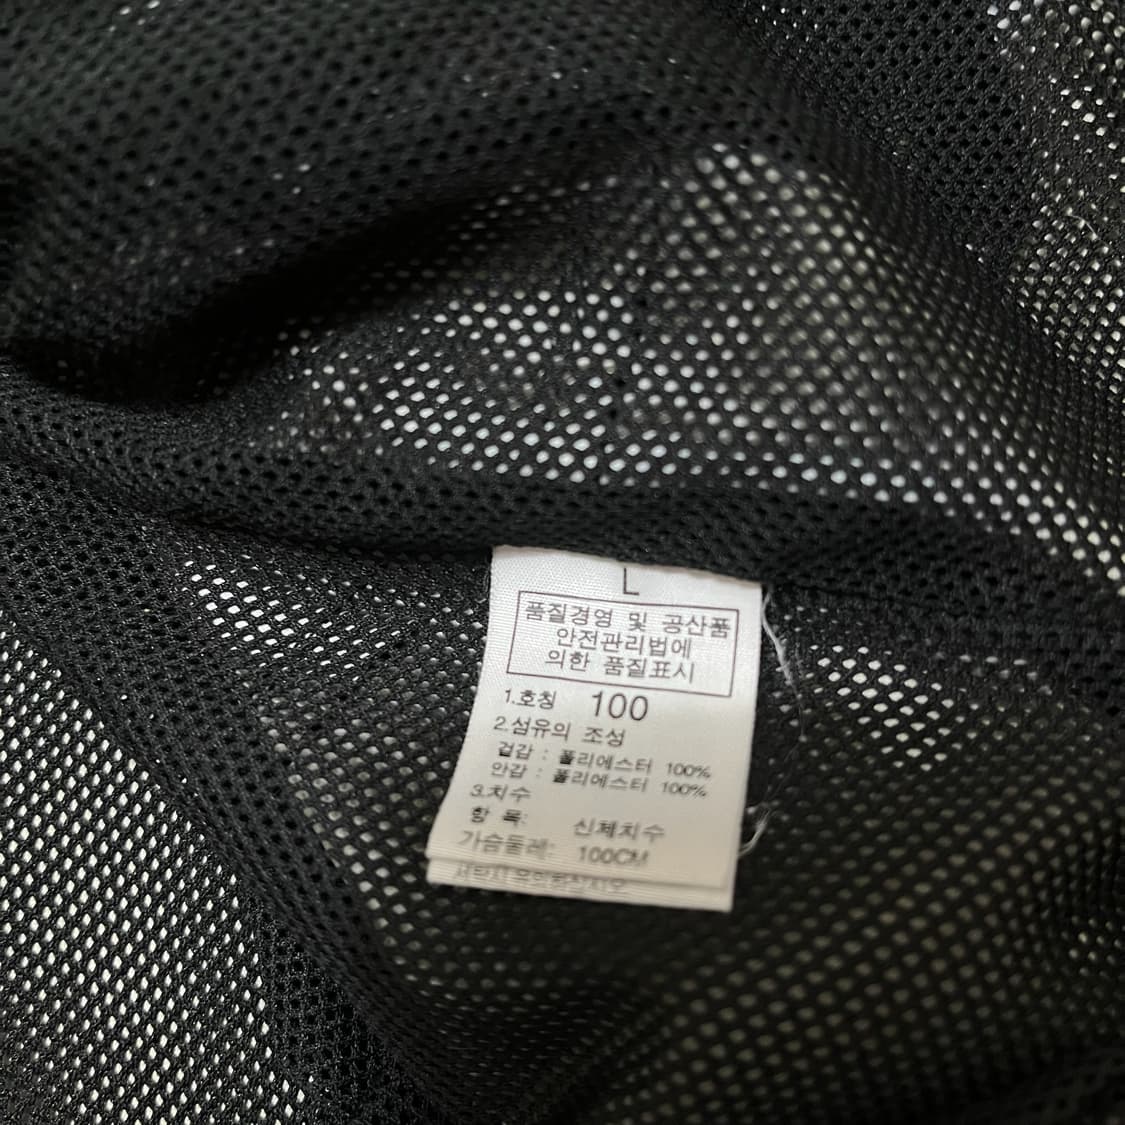 L
품질경영 및 공산품
안전관리법에
의한 품질표시
1.호칭 100
2.섬유의 조성
겉감 : 폴리에스터 100%
안감 : 폴리에스터 100%
3.치수
항 목: 신체치수
가슴둘레: 100CM